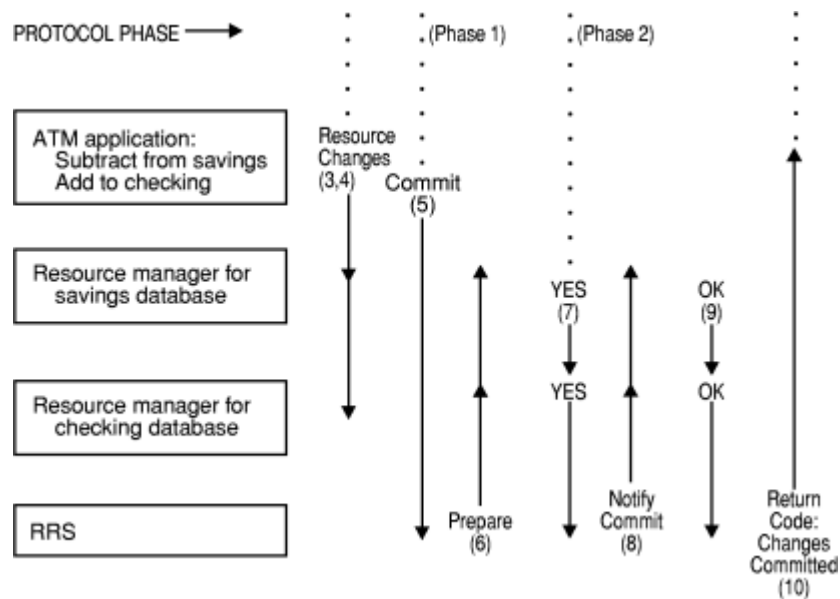 PROTOCOL PHASE
(Phase 1)
(Phase 2)
ATM application:
Subtract from savings
Add to checking
Resource
Changes
(3,4)
Commit
(5)
Resource manager for
savings database
YES
(7)
OK
(9)
Resource manager for
checking database
YES
OK
RRS
Prepare
(6)
Notify
Commit
(8)
Return
Code:
Changes
Committed
(10)